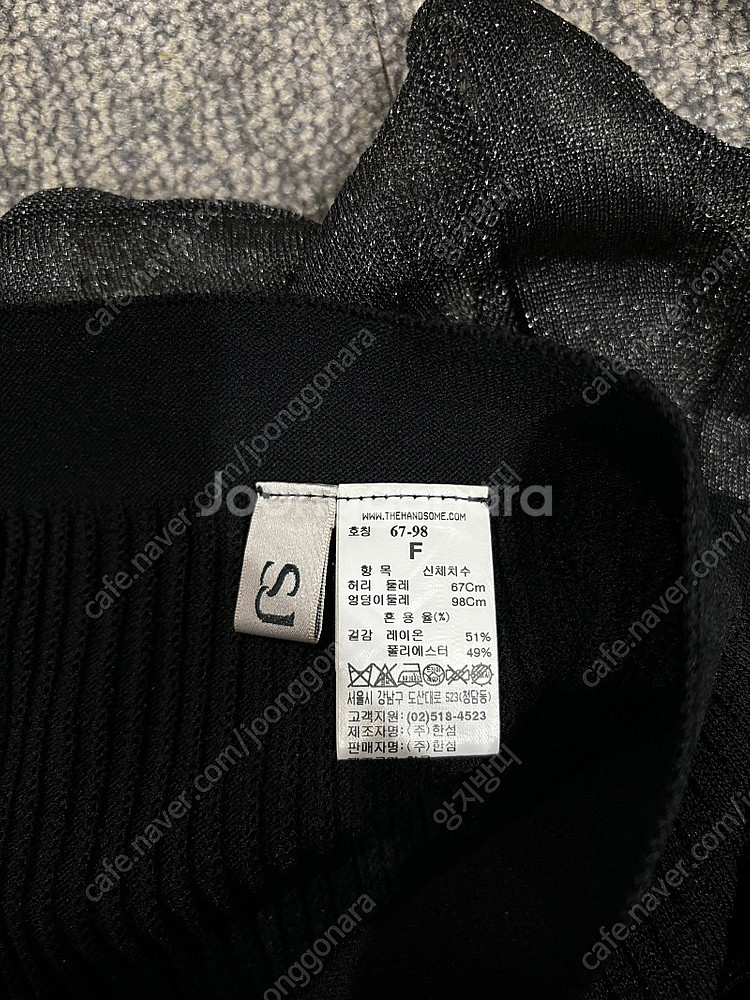 Joonggonara
cafe.naver.com/joonggonara
양지방띠
WWW.THEHANDSOME.COM
호칭 67-98
F
항 목 신체치수
허리 둘레 67Cm
엉덩이둘레 98Cm
혼 용 율(%)
겉감 레이온 51%
폴리에스터 49%
서울시 강남구 도산대로 523(청담동)
고객지원: (02)518-4523
제조자명: (주)한섬
판매자명: (주)한섬